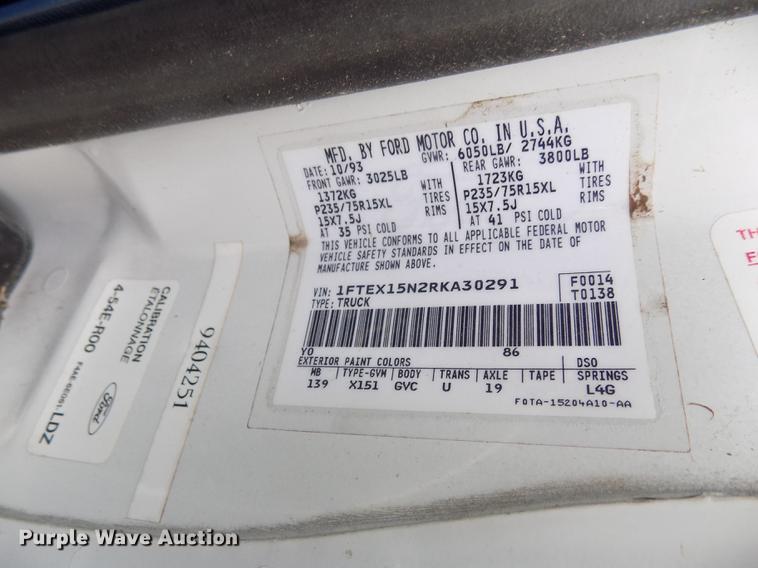 MFD. BY FORD MOTOR CO. IN U.S.A.
DATE: 10/93 GVWR: 6050LB/ 2744KG
FRONT GAWR: 3025LB REAR GAWR: 3800LB
1372KG WITH 1723KG WITH
P235/75R15XL TIRES P235/75R15XL TIRES
15X7.5J RIMS 15X7.5J RIMS
AT 35 PSI COLD AT 41 PSI COLD
THIS VEHICLE CONFORMS TO ALL APPLICABLE FEDERAL MOTOR
VEHICLE SAFETY STANDARDS IN EFFECT ON THE DATE OF
MANUFACTURE SHOWN ABOVE.
VIN: 1FTEX15N2RKA30291 F0014
TYPE: TRUCK T0138
YO 86
EXTERIOR PAINT COLORS DSO
WB TYPE-GVM BODY TRANS AXLE TAPE SPRINGS
139 X151 GVC U 19 L4G
F0TA-15204A10-AA
CALIBRATION
ETALONNAGE
4-54E-R00
-LDZ
Ford
9404251
TH
F
Purple Wave Auction